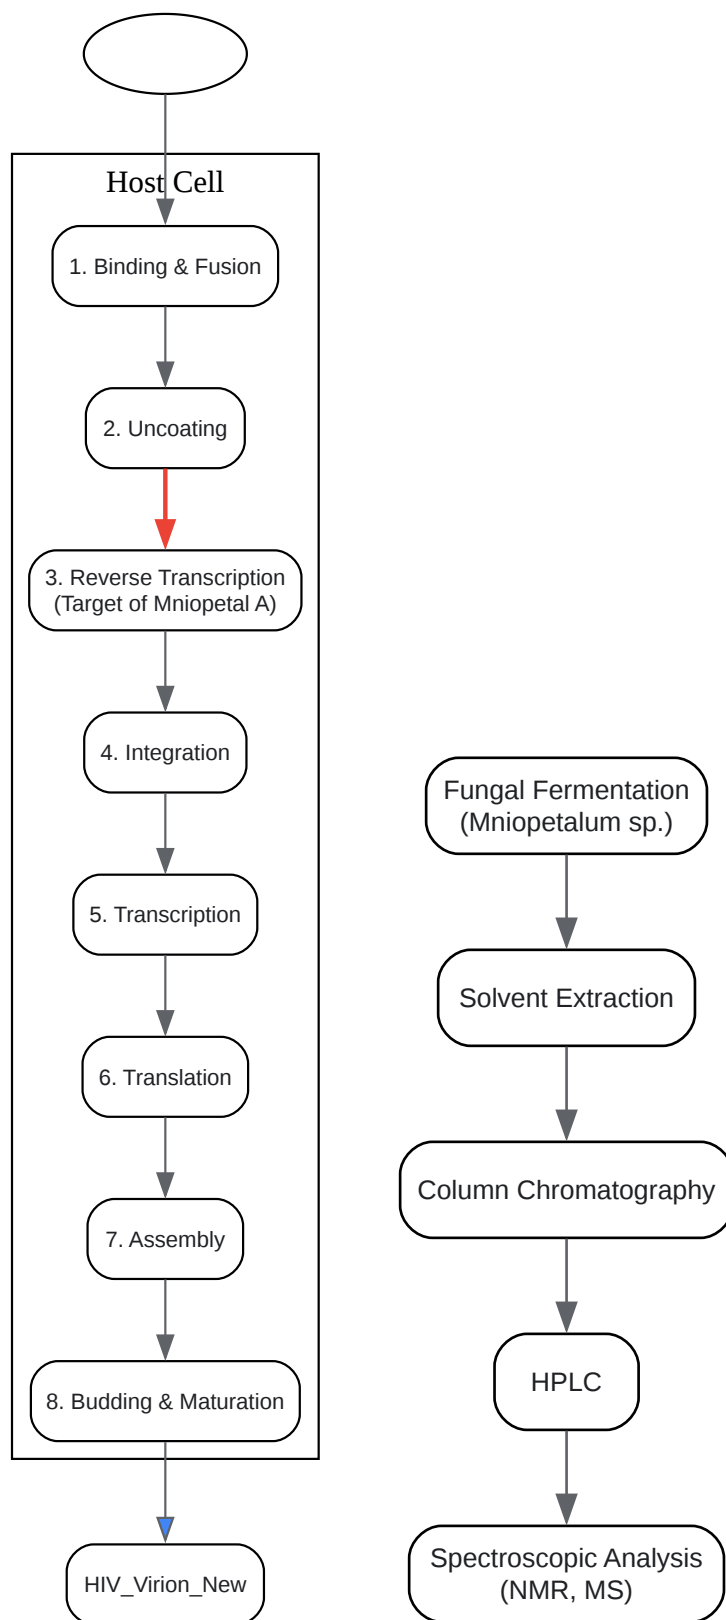 Host Cell
1. Binding & Fusion
2. Uncoating
3. Reverse Transcription
(Target of Mniopetal A)
4. Integration
5. Transcription
6. Translation
7. Assembly
8. Budding & Maturation
HIV_Virion_New
Fungal Fermentation
(Mniopetalum sp.)
Solvent Extraction
Column Chromatography
HPLC
Spectroscopic Analysis
(NMR, MS)